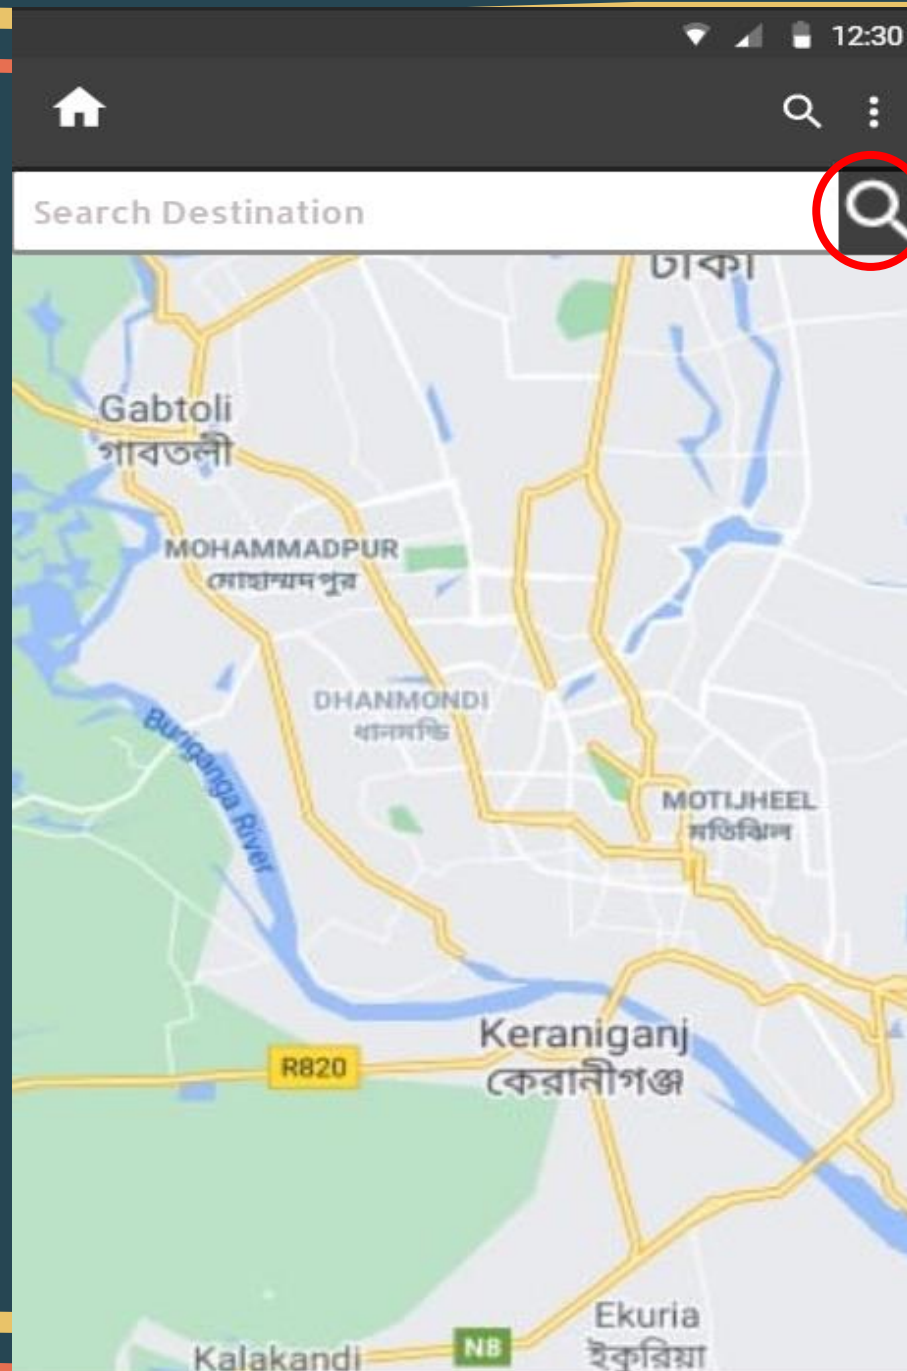 12:30
Search Destination
ঢাকা
Gabtoli
গাবতলী
MOHAMMADPUR
মোহাম্মদপুর
DHANMONDI
ধানমন্ডি
Buriganga River
MOTIJHEEL
মতিঝিল
Keraniganj
কেরানীগঞ্জ
R820
Ekuria
ইকুরিয়া
N8
Kalakandi